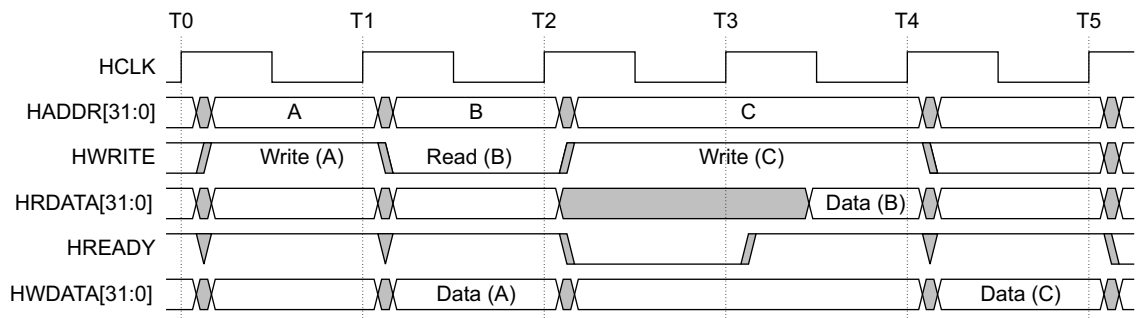 T0 T1 T2 T3 T4 T5
HCLK
HADDR[31:0] A B C
HWRITE Write (A) Read (B) Write (C)
HRDATA[31:0] Data (B)
HREADY
HWDATA[31:0] Data (A) Data (C)